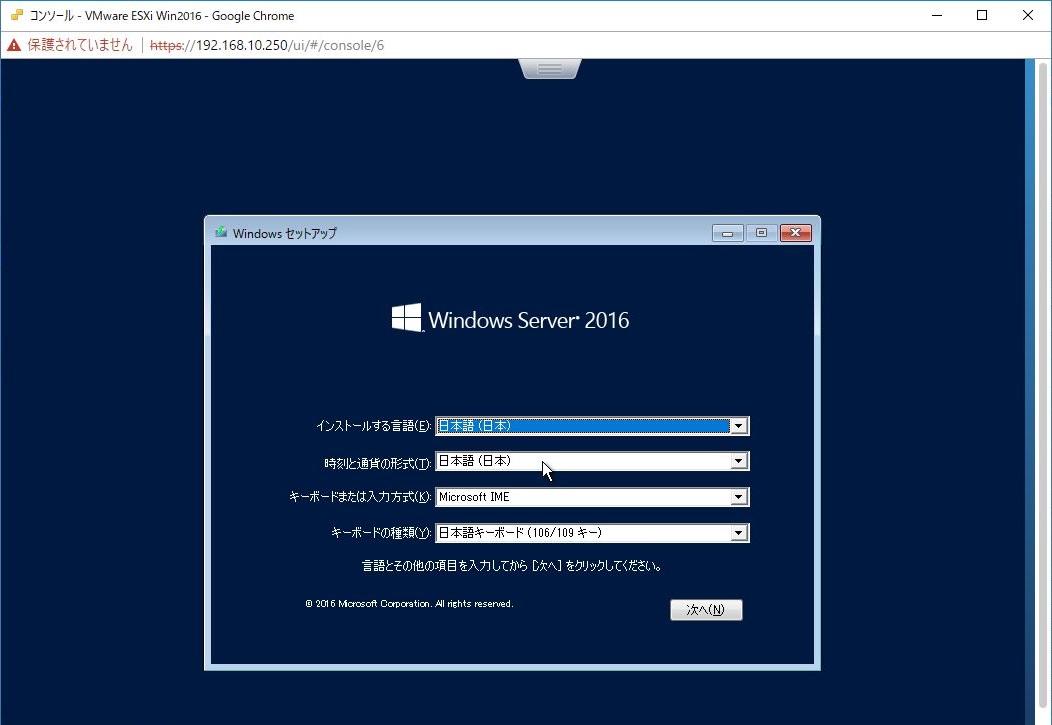 コンソール - VMware ESXi Win2016 - Google Chrome
保護されていません https://192.168.10.250/ui/#/console/6
Windows セットアップ
Windows Server® 2016
インストールする言語(E): 日本語 (日本)
時刻と通貨の形式(T): 日本語 (日本)
キーボードまたは入力方式(K): Microsoft IME
キーボードの種類(Y): 日本語キーボード (106/109 キー)
言語とその他の項目を入力してから [次へ] をクリックしてください。
© 2016 Microsoft Corporation. All rights reserved.
次へ(N)